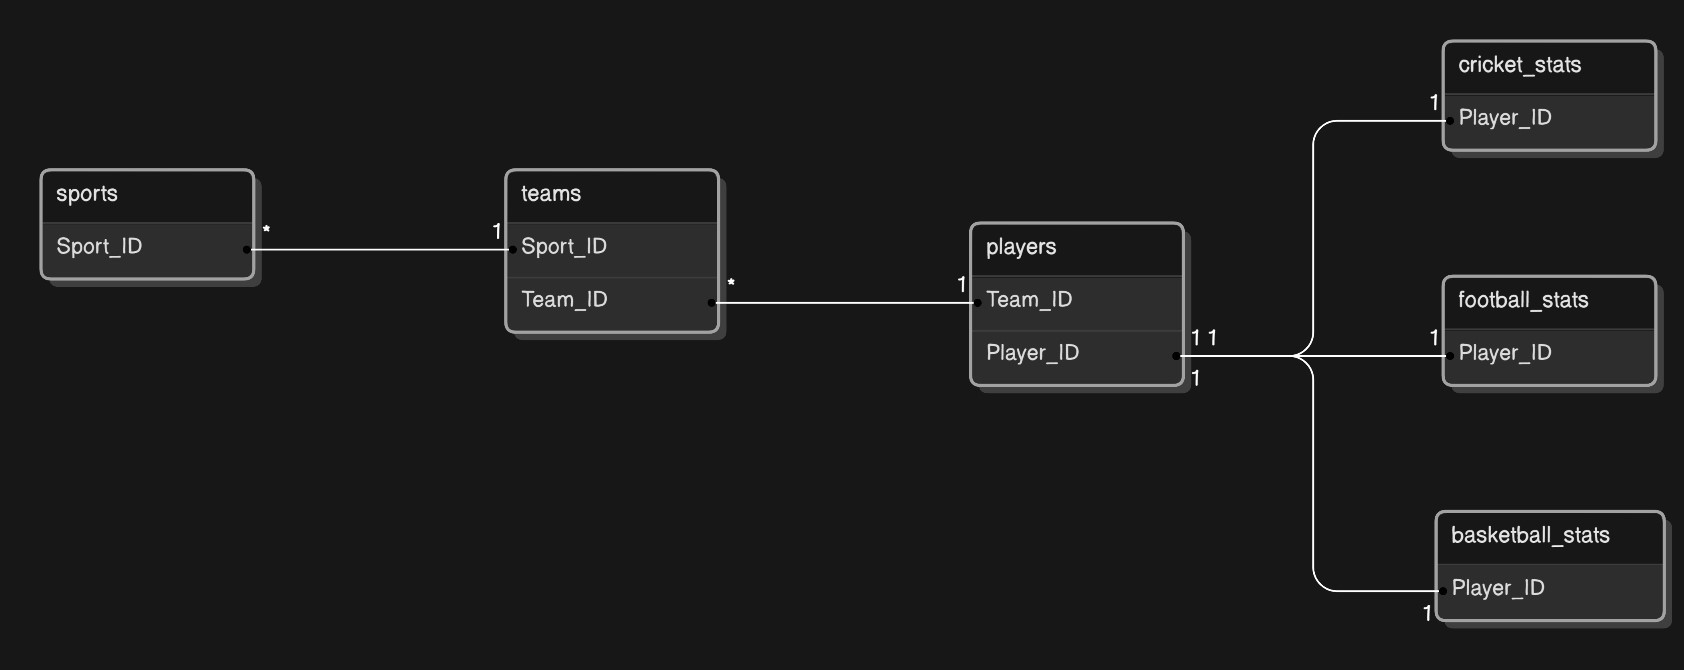 sports
Sport_ID
*
1
teams
Sport_ID
Team_ID
*
1
players
Team_ID
Player_ID
1 1
1
1
cricket_stats
Player_ID
1
football_stats
Player_ID
basketball_stats
Player_ID
1